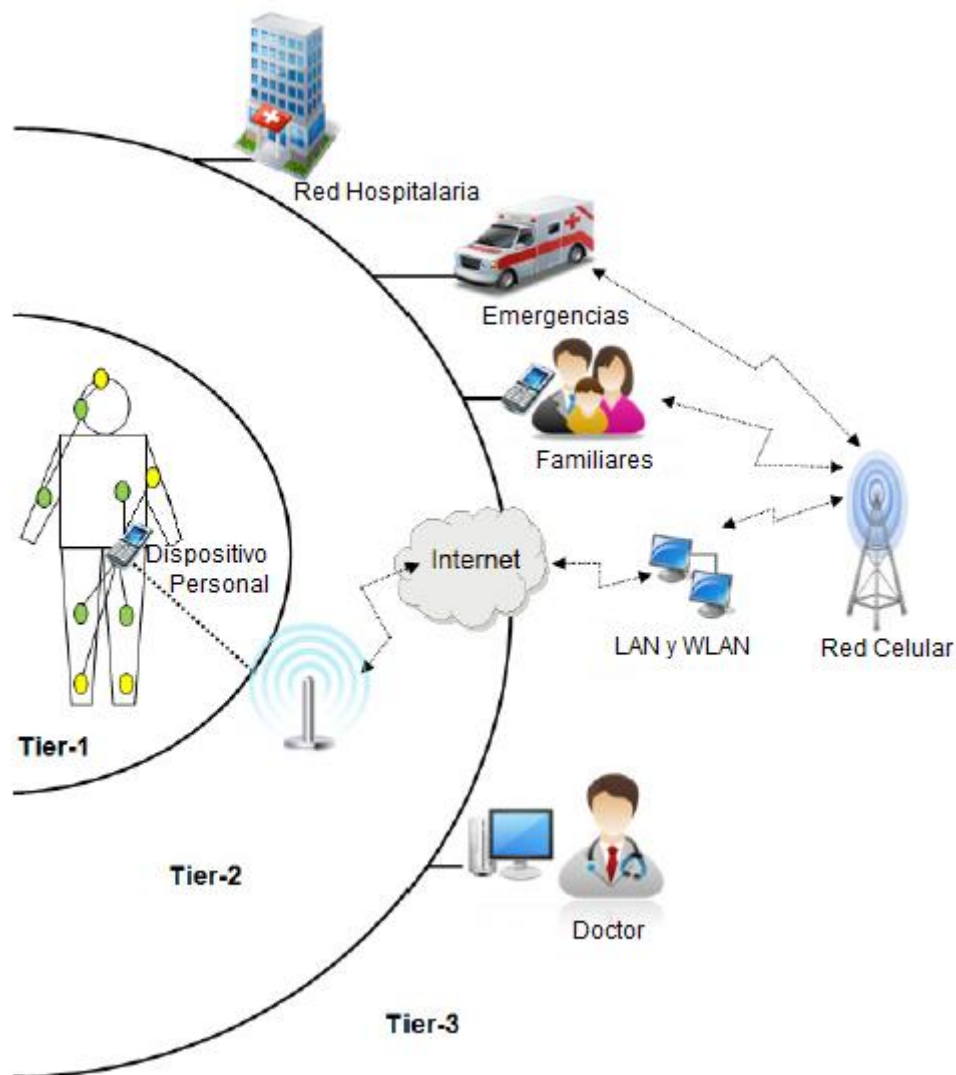 Red Hospitalaria
Emergencias
Familiares
Dispositivo
Personal
Internet
LAN y WLAN
Red Celular
Tier-1
Tier-2
Doctor
Tier-3